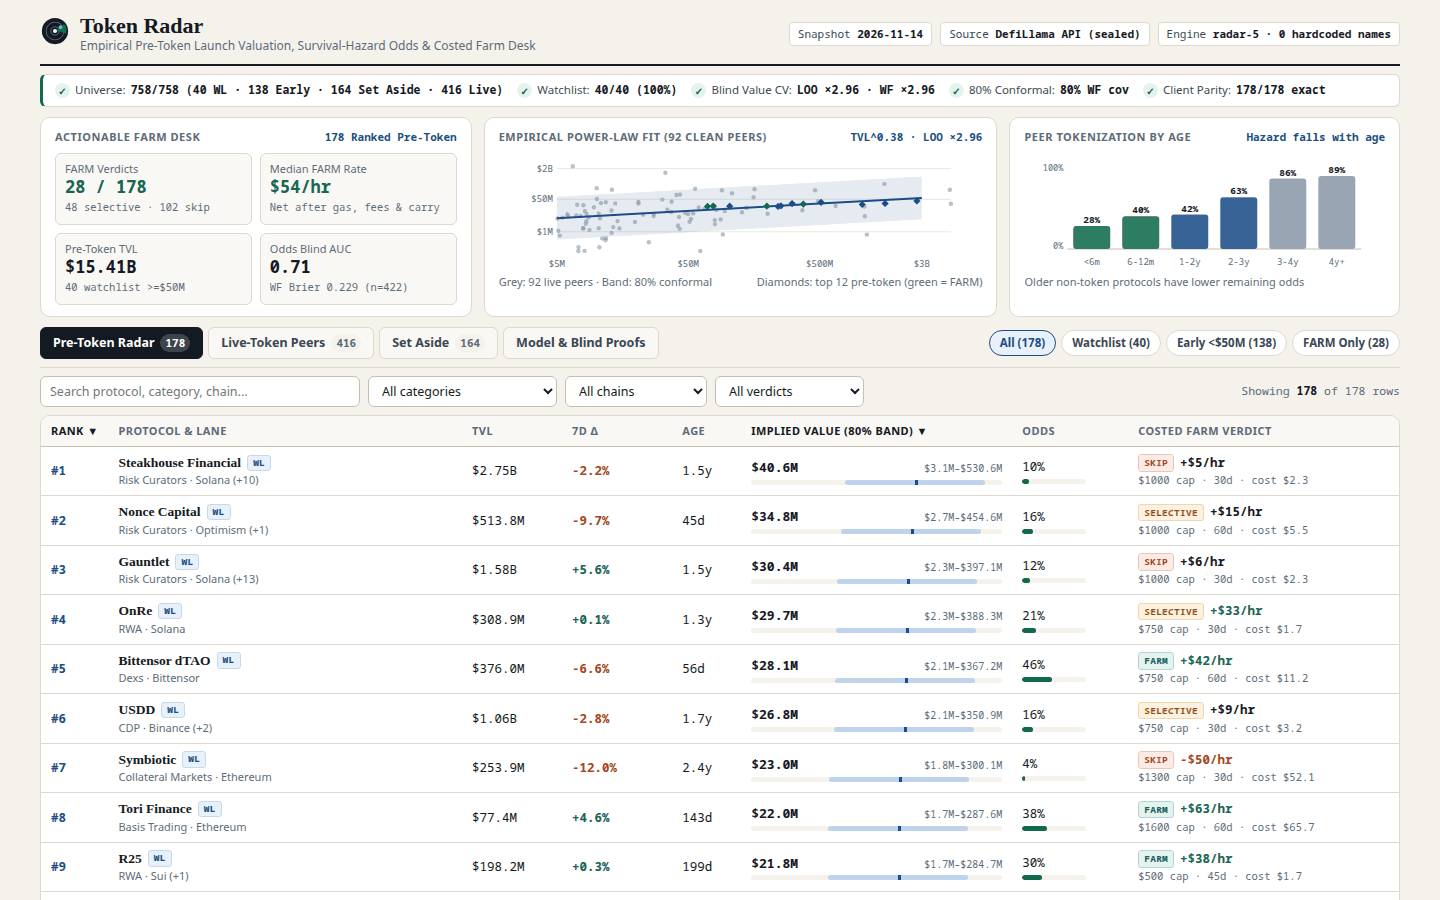 Token Radar
Empirical Pre-Token Launch Valuation, Survival-Hazard Odds & Costed Farm Desk
Snapshot 2026-11-14
Source DefiLlama API (sealed)
Engine radar-5 · 0 hardcoded names
✓ Universe: 758/758 (40 WL · 138 Early · 164 Set Aside · 416 Live)
✓ Watchlist: 40/40 (100%)
✓ Blind Value CV: LOO ×2.96 · WF ×2.96
✓ 80% Conformal: 80% WF cov
✓ Client Parity: 178/178 exact
ACTIONABLE FARM DESK
178 Ranked Pre-Token
FARM Verdicts
28 / 178
48 selective · 102 skip
Median FARM Rate
$54/hr
Net after gas, fees & carry
Pre-Token TVL
$15.41B
40 watchlist >=$50M
Odds Blind AUC
0.71
WF Brier 0.229 (n=422)
EMPIRICAL POWER-LAW FIT (92 CLEAN PEERS)
TVL^0.38 · LOO ×2.96
$2B
$50M
$1M
$5M
$50M
$500M
$3B
Grey: 92 live peers · Band: 80% conformal
Diamonds: top 12 pre-token (green = FARM)
PEER TOKENIZATION BY AGE
Hazard falls with age
100%
0%
28%
40%
42%
63%
86%
89%
<6m
6-12m
1-2y
2-3y
3-4y
4y+
Older non-token protocols have lower remaining odds
Pre-Token Radar 178
Live-Token Peers 416
Set Aside 164
Model & Blind Proofs
All (178)
Watchlist (40)
Early <$50M (138)
FARM Only (28)
Search protocol, category, chain...
All categories
All chains
All verdicts
Showing 178 of 178 rows
RANK ▼
PROTOCOL & LANE
TVL
7D Δ
AGE
IMPLIED VALUE (80% BAND) ▼
ODDS
COSTED FARM VERDICT
#1
Steakhouse Financial WL
Risk Curators · Solana (+10)
$2.75B
-2.2%
1.5y
$40.6M
$3.1M–$530.6M
10%
SKIP +$5/hr
$1000 cap · 30d · cost $2.3
#2
Nonce Capital WL
Risk Curators · Optimism (+1)
$513.8M
-9.7%
45d
$34.8M
$2.7M–$454.6M
16%
SELECTIVE +$15/hr
$1000 cap · 60d · cost $5.5
#3
Gauntlet WL
Risk Curators · Solana (+13)
$1.58B
+5.6%
1.5y
$30.4M
$2.3M–$397.1M
12%
SKIP +$6/hr
$1000 cap · 30d · cost $2.3
#4
OnRe WL
RWA · Solana
$308.9M
+0.1%
1.3y
$29.7M
$2.3M–$388.3M
21%
SELECTIVE +$33/hr
$750 cap · 30d · cost $1.7
#5
Bittensor dTAO WL
Dexs · Bittensor
$376.0M
-6.6%
56d
$28.1M
$2.1M–$367.2M
46%
FARM +$42/hr
$750 cap · 60d · cost $11.2
#6
USDD WL
CDP · Binance (+2)
$1.06B
-2.8%
1.7y
$26.8M
$2.1M–$350.9M
16%
SELECTIVE +$9/hr
$750 cap · 30d · cost $3.2
#7
Symbiotic WL
Collateral Markets · Ethereum
$253.9M
-12.0%
2.4y
$23.0M
$1.8M–$300.1M
4%
SKIP -$50/hr
$1300 cap · 30d · cost $52.1
#8
Tori Finance WL
Basis Trading · Ethereum
$77.4M
+4.6%
143d
$22.0M
$1.7M–$287.6M
38%
FARM +$63/hr
$1600 cap · 60d · cost $65.7
#9
R25 WL
RWA · Sui (+1)
$198.2M
+0.3%
199d
$21.8M
$1.7M–$284.7M
30%
FARM +$38/hr
$500 cap · 45d · cost $1.7